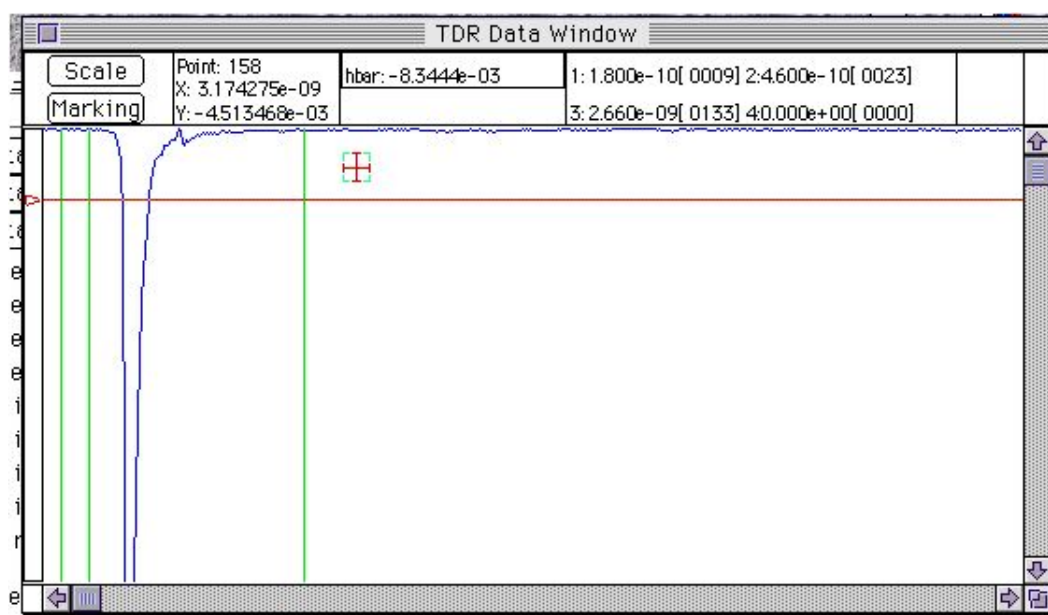 TDR Data Window
Scale
Marking
Point: 158
X: 3.174275e-09
Y:-4.513468e-03
hbar:-8.3444e-03
1:1.800e-10[ 0009] 2:4.600e-10[ 0023]
3:2.660e-09[ 0133] 4:0.000e+00[ 0000]
e
e
e
e
i
i
i
i
r
e